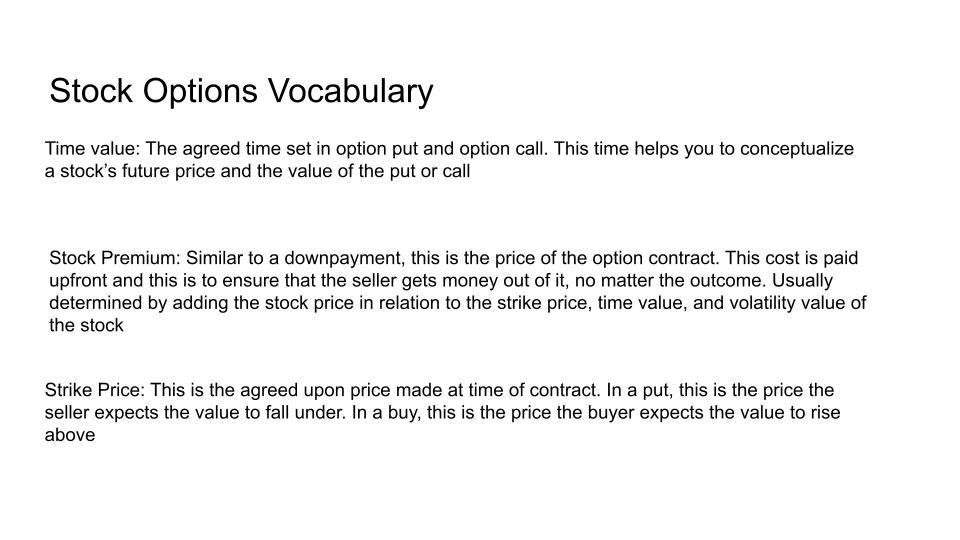 Stock Options Vocabulary
Time value: The agreed time set in option put and option call. This time helps you to conceptualize
a stock’s future price and the value of the put or call
Stock Premium: Similar to a downpayment, this is the price of the option contract. This cost is paid
upfront and this is to ensure that the seller gets money out of it, no matter the outcome. Usually
determined by adding the stock price in relation to the strike price, time value, and volatility value of
the stock
Strike Price: This is the agreed upon price made at time of contract. In a put, this is the price the
seller expects the value to fall under. In a buy, this is the price the buyer expects the value to rise
above